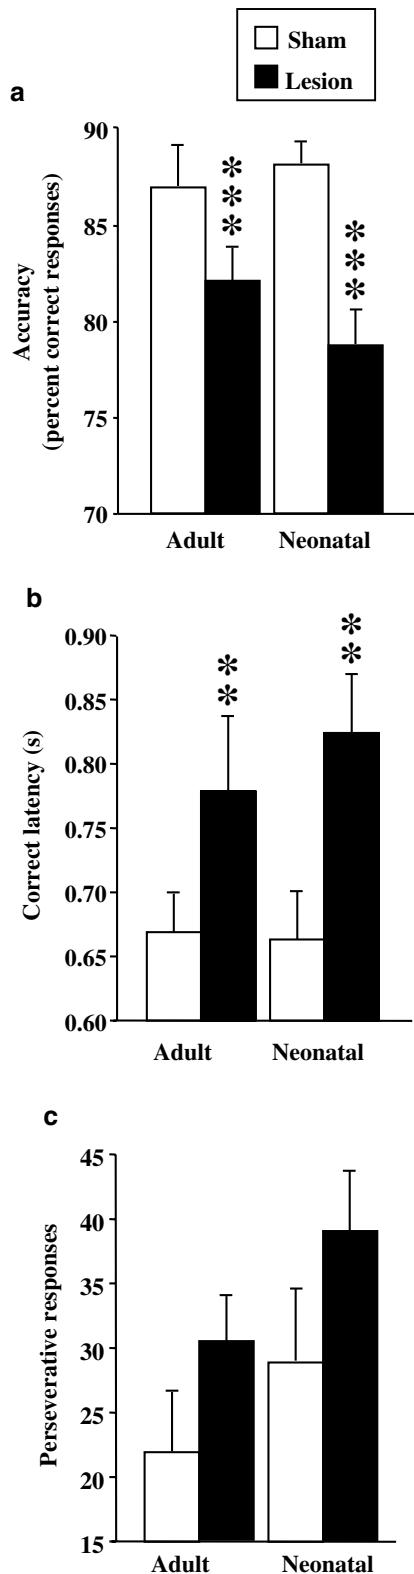 Sham
Lesion
a
90
85
80
75
70
Accuracy
(percent correct responses)
***
***
Adult Neonatal
b
0.90
0.85
0.80
0.75
0.70
0.65
0.60
Correct latency (s)
**
**
Adult Neonatal
c
45
40
35
30
25
20
15
Perseverative responses
Adult Neonatal